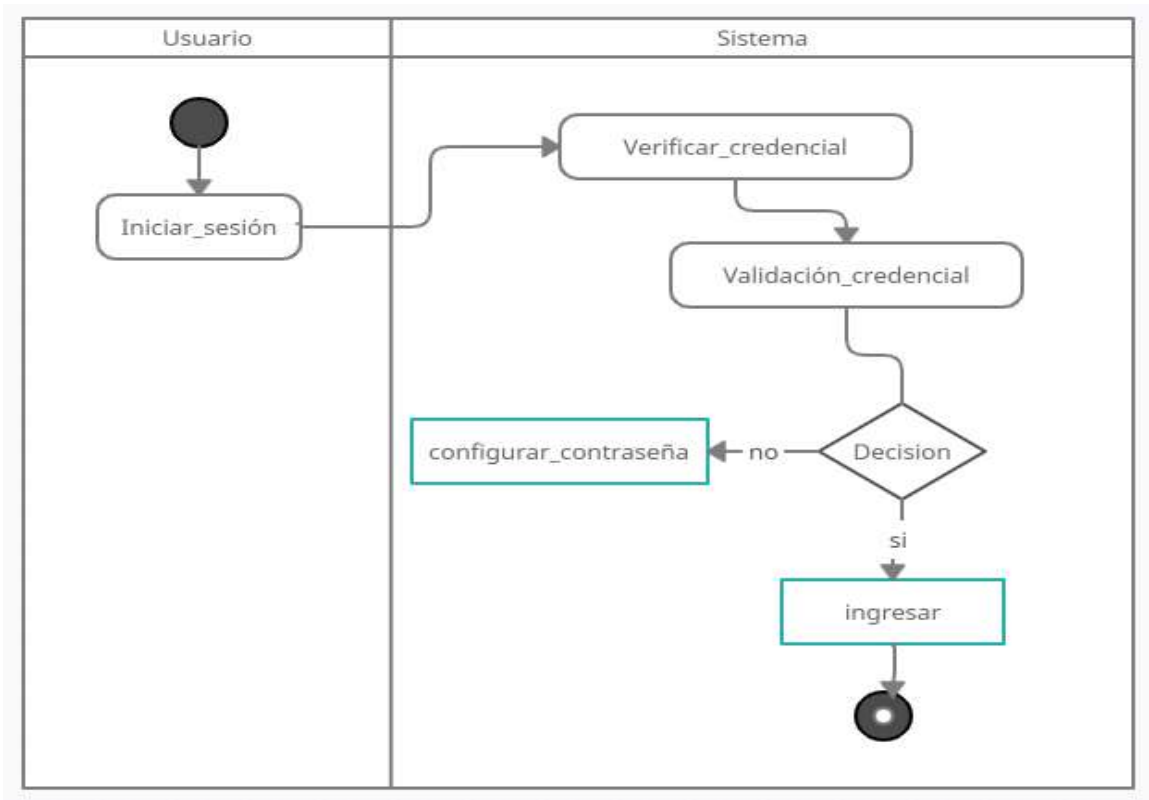 Usuario
Sistema
Verificar_credencial
Iniciar_sesión
Validación_credencial
configurar_contraseña
no
Decision
si
ingresar